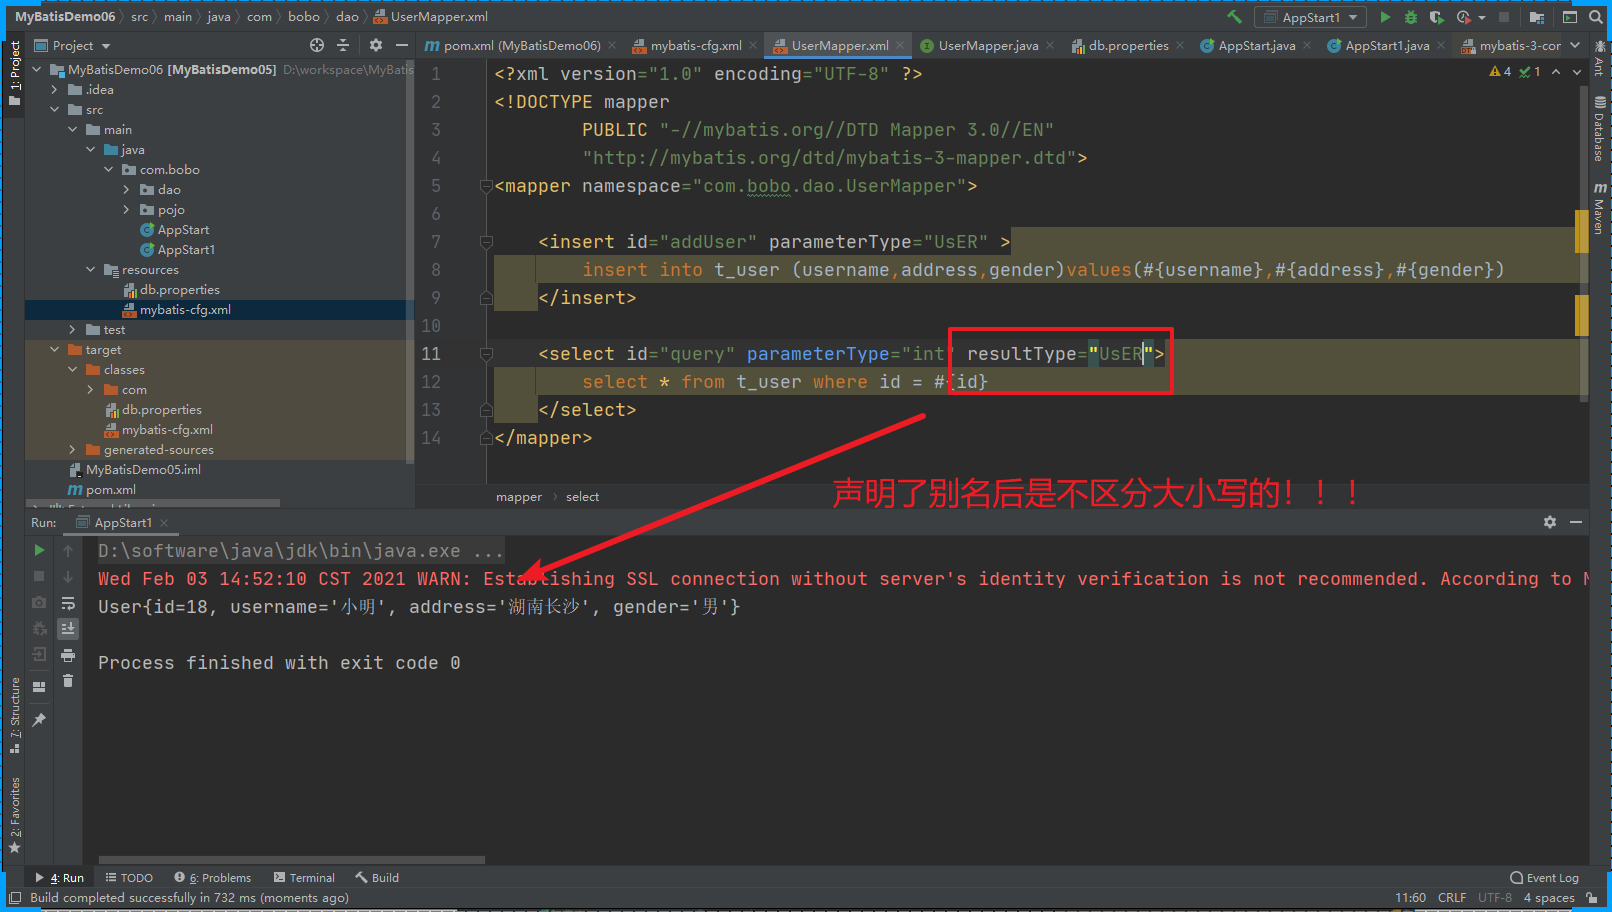 MyBatisDemo06 src main java com bobo dao UserMapper.xml
AppStart1
Project
pom.xml (MyBatisDemo06) mybatis-cfg.xml UserMapper.xml UserMapper.java db.properties AppStart.java AppStart1.java mybatis-3-cor
1: Project
MyBatisDemo06 [MyBatisDemo05] D:\workspace\MyBatis
.idea
src
main
java
com.bobo
dao
pojo
AppStart
AppStart1
resources
db.properties
mybatis-cfg.xml
test
target
classes
com
db.properties
mybatis-cfg.xml
generated-sources
MyBatisDemo05.iml
pom.xml
1 <?xml version="1.0" encoding="UTF-8" ?>
2 <!DOCTYPE mapper
3 PUBLIC "-//mybatis.org//DTD Mapper 3.0//EN"
4 "http://mybatis.org/dtd/mybatis-3-mapper.dtd">
5 <mapper namespace="com.bobo.dao.UserMapper">
6
7 <insert id="addUser" parameterType="UsER" >
8 insert into t_user (username,address,gender)values(#{username},#{address},#{gender})
9 </insert>
10
11 <select id="query" parameterType="int" resultType="UsER">
12 select * from t_user where id = #{id}
13 </select>
14 </mapper>
4 1
Ant
Database
Maven
mapper select
声明了别名后是不区分大小写的！！！
Run: AppStart1
D:\software\java\jdk\bin\java.exe ...
Wed Feb 03 14:52:10 CST 2021 WARN: Establishing SSL connection without server's identity verification is not recommended. According to M
User{id=18, username='小明', address='湖南长沙', gender='男'}
Process finished with exit code 0
7: Structure
2: Favorites
4: Run TODO 6: Problems Terminal Build Event Log
Build completed successfully in 732 ms (moments ago) 11:60 CRLF UTF-8 4 spaces